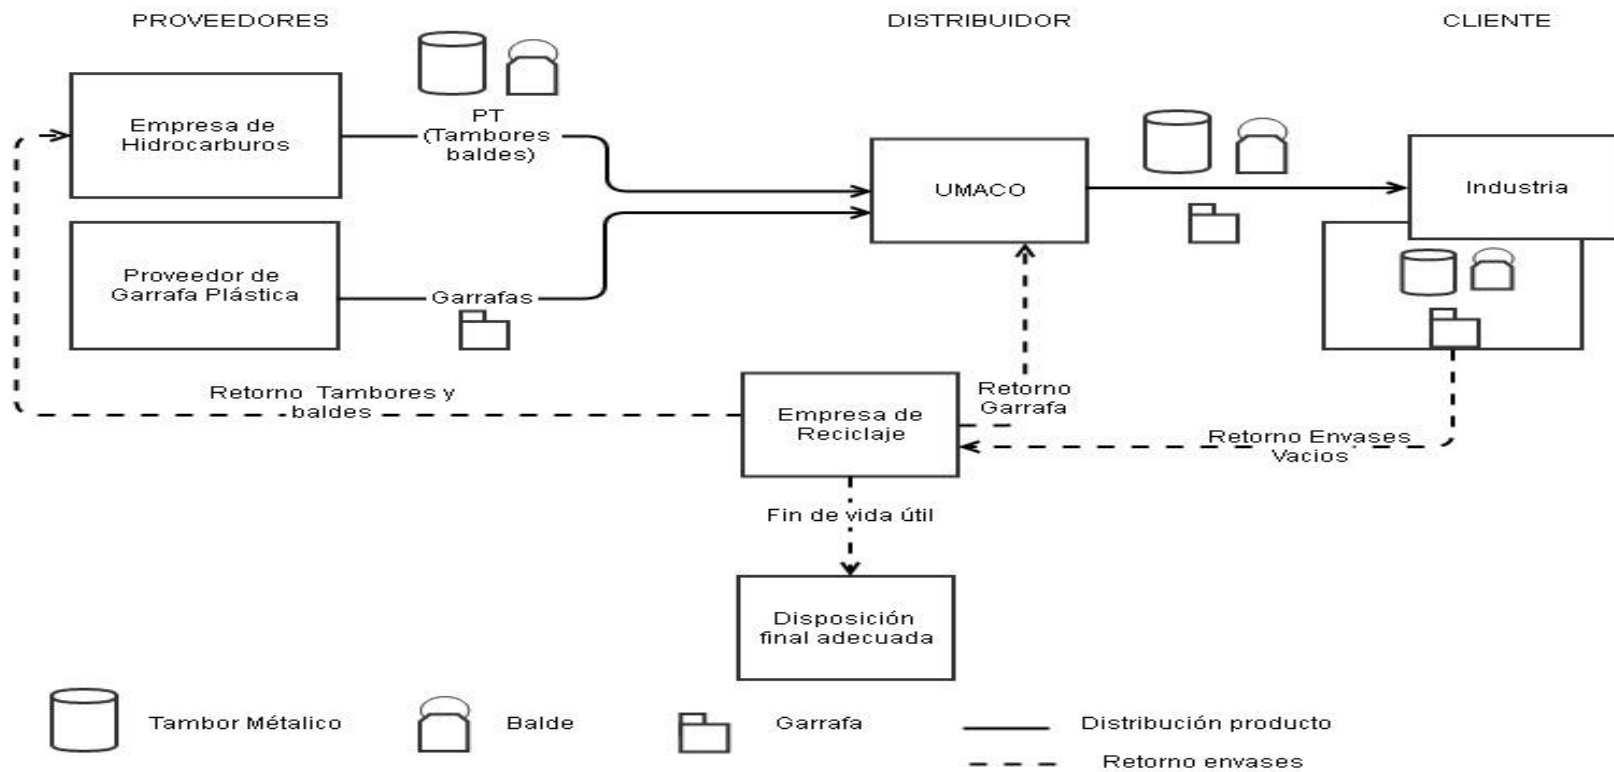 PROVEEDORES
DISTRIBUIDOR
CLIENTE
Empresa de
Hidrocarburos
PT
(Tambores
baldes)
UMACO
Industria
Proveedor de
Garrafa Plástica
Garrafas
Retorno Tambores y
baldes
Empresa de
Reciclaje
Retorno
Garrafa
Retorno Envases
Vacios
Fin de vida útil
Disposición
final adecuada
Tambor Métalico
Balde
Garrafa
Distribución producto
Retorno envases